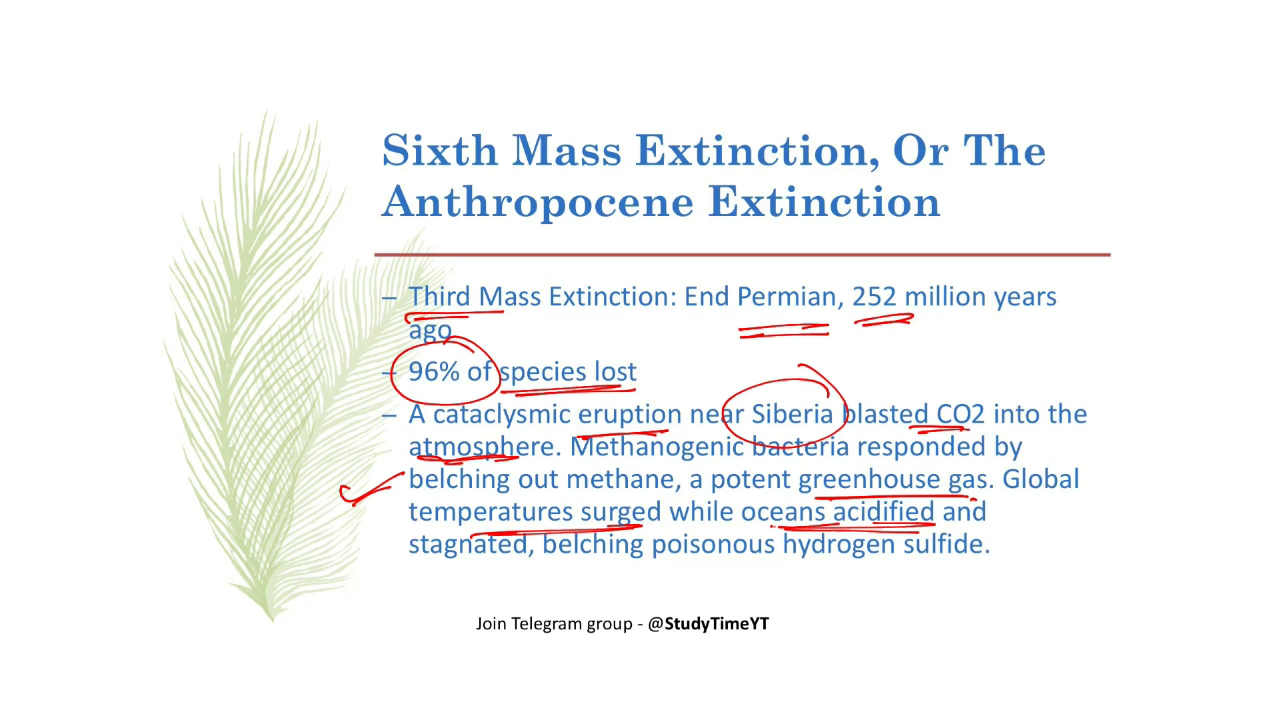 Sixth Mass Extinction, Or The
Anthropocene Extinction
– Third Mass Extinction: End Permian, 252 million years
ago
– 96% of species lost
– A cataclysmic eruption near Siberia blasted CO2 into the
atmosphere. Methanogenic bacteria responded by
belching out methane, a potent greenhouse gas. Global
temperatures surged while oceans acidified and
stagnated, belching poisonous hydrogen sulfide.
Join Telegram group - @StudyTimeYT